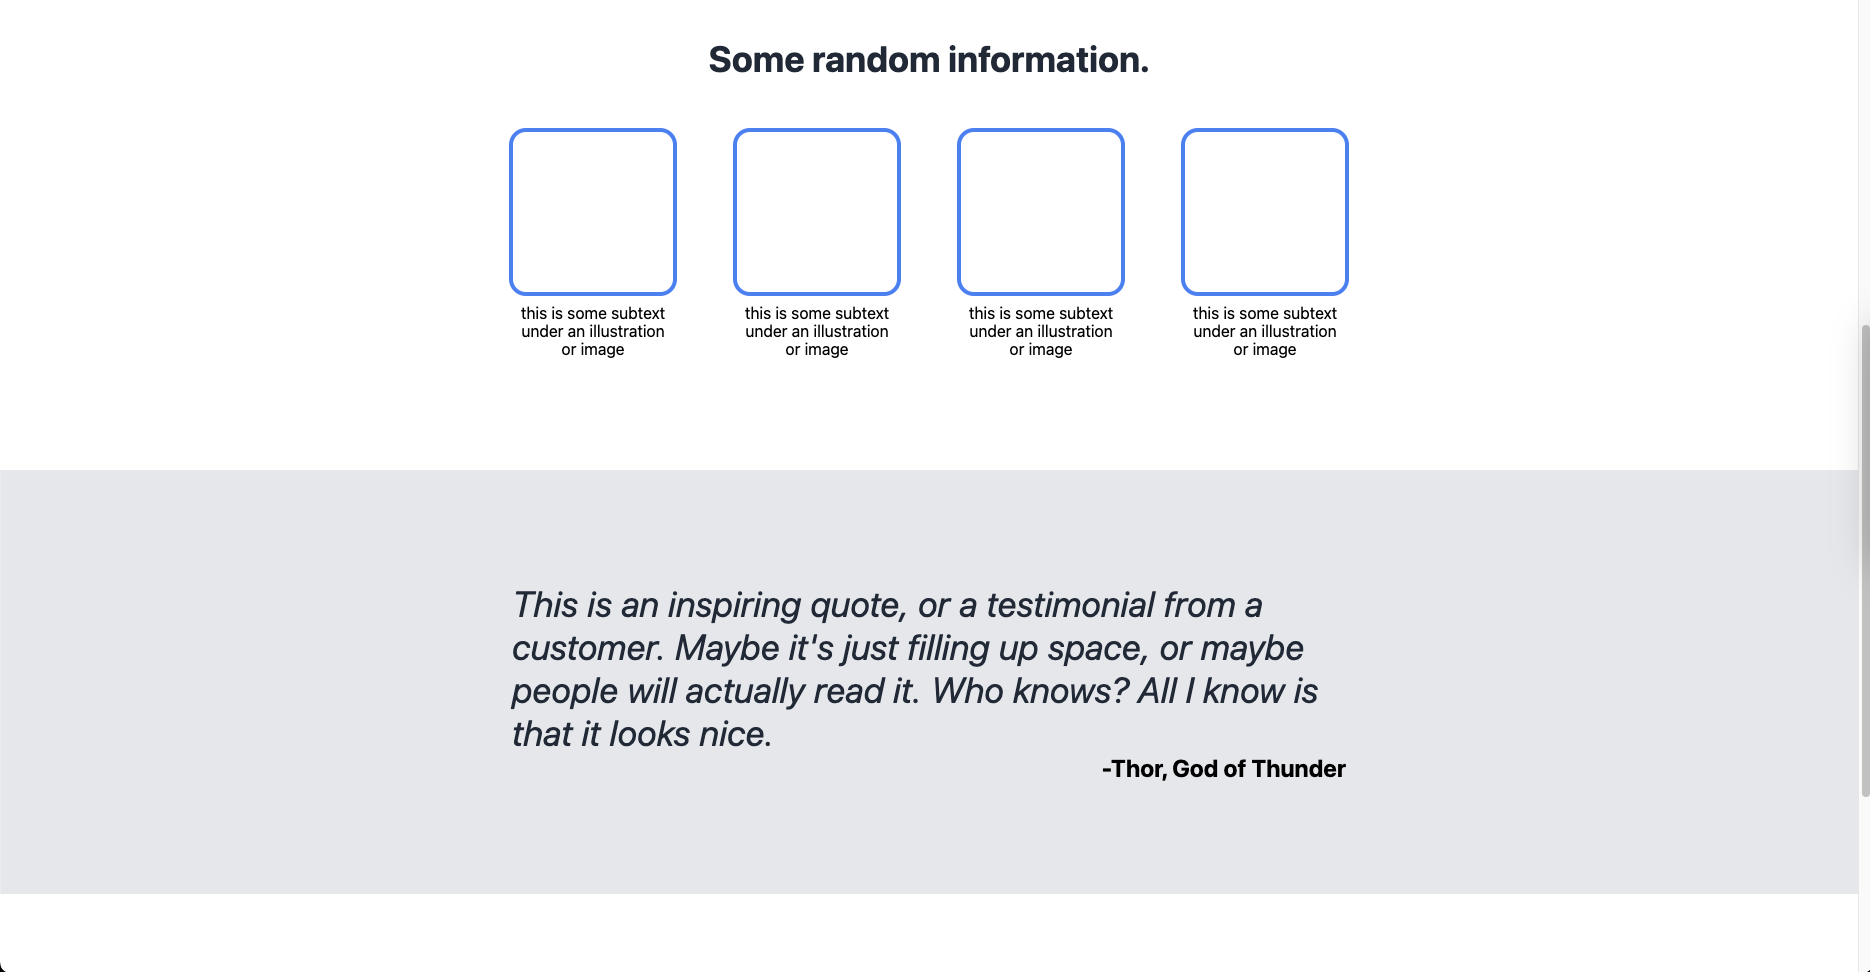 Some random information.
this is some subtext
under an illustration
or image
this is some subtext
under an illustration
or image
this is some subtext
under an illustration
or image
this is some subtext
under an illustration
or image
This is an inspiring quote, or a testimonial from a
customer. Maybe it's just filling up space, or maybe
people will actually read it. Who knows? All I know is
that it looks nice.
-Thor, God of Thunder